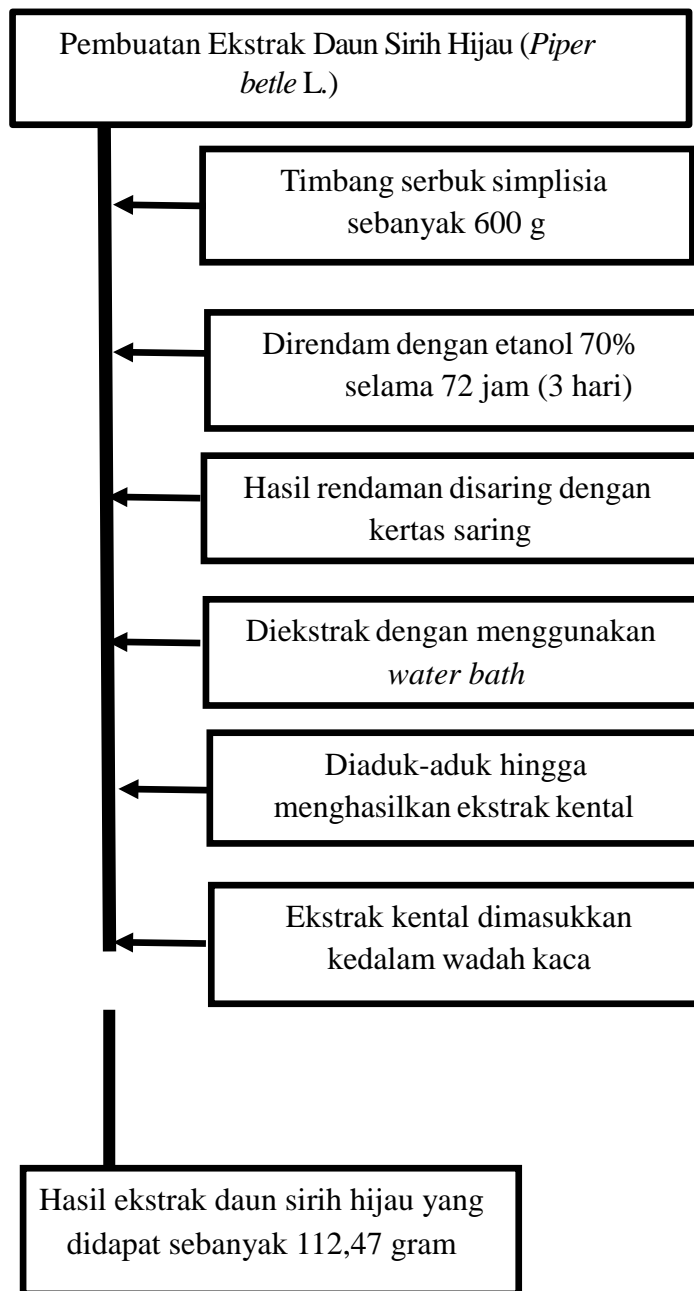 Pembuatan Ekstrak Daun Sirih Hijau (Piper
betle L.)
Timbang serbuk simplisia
sebanyak 600 g
Direndam dengan etanol 70%
selama 72 jam (3 hari)
Hasil rendaman disaring dengan
kertas saring
Diekstrak dengan menggunakan
water bath
Diaduk-aduk hingga
menghasilkan ekstrak kental
Ekstrak kental dimasukkan
kedalam wadah kaca
Hasil ekstrak daun sirih hijau yang
didapat sebanyak 112,47 gram